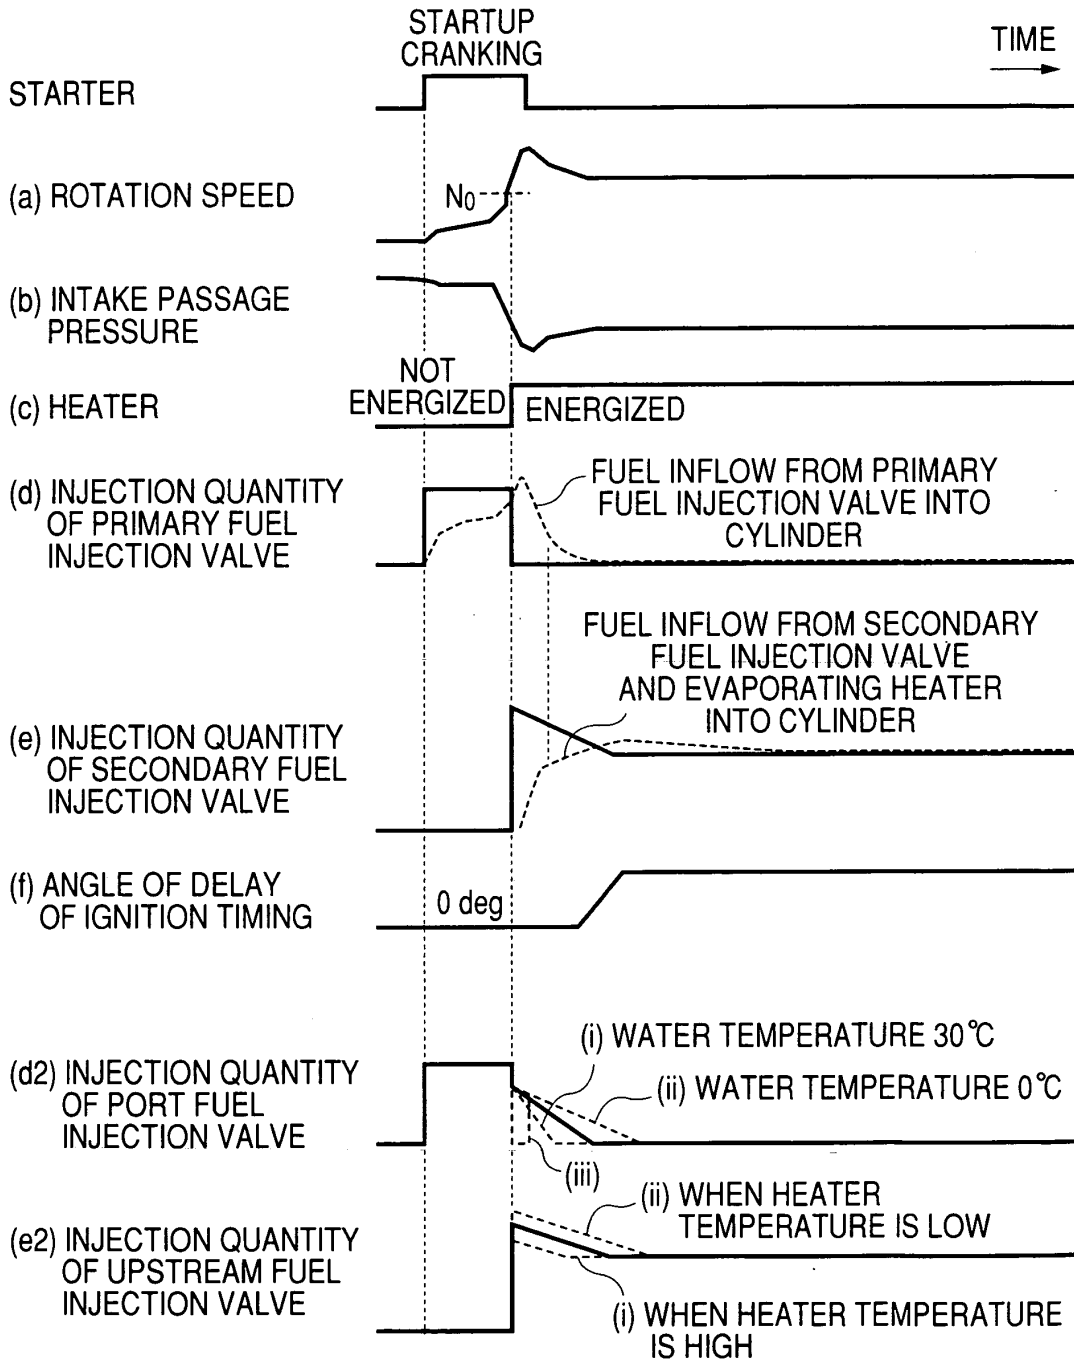 STARTUP
CRANKING
TIME
STARTER
(a) ROTATION SPEED
N0
(b) INTAKE PASSAGE
PRESSURE
NOT
ENERGIZED
(c) HEATER
ENERGIZED
(d) INJECTION QUANTITY
OF PRIMARY FUEL
INJECTION VALVE
FUEL INFLOW FROM PRIMARY
FUEL INJECTION VALVE INTO
CYLINDER
FUEL INFLOW FROM SECONDARY
FUEL INJECTION VALVE
AND EVAPORATING HEATER
INTO CYLINDER
(e) INJECTION QUANTITY
OF SECONDARY FUEL
INJECTION VALVE
(f) ANGLE OF DELAY
OF IGNITION TIMING
0 deg
(i) WATER TEMPERATURE 30°C
(d2) INJECTION QUANTITY
OF PORT FUEL
INJECTION VALVE
(ii) WATER TEMPERATURE 0°C
(iii)
(ii) WHEN HEATER
TEMPERATURE IS LOW
(e2) INJECTION QUANTITY
OF UPSTREAM FUEL
INJECTION VALVE
(i) WHEN HEATER TEMPERATURE
IS HIGH